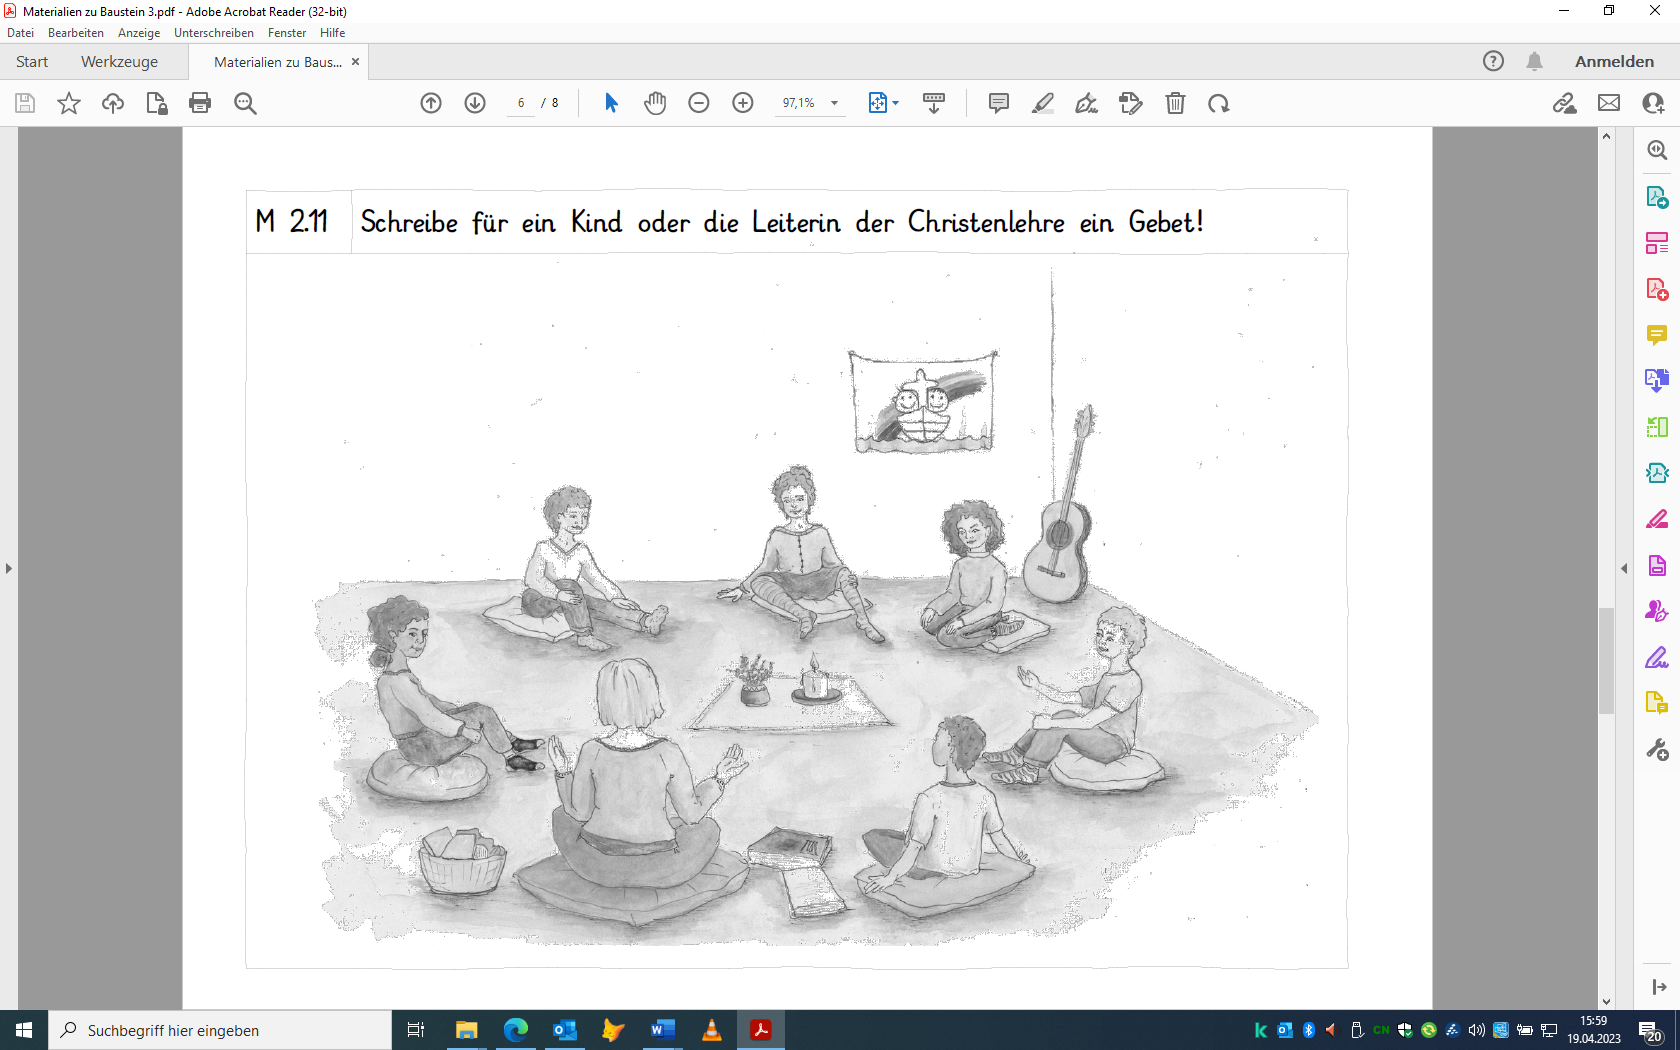 Materialien zu Baustein 3.pdf - Adobe Acrobat Reader (32-bit)
Datei Bearbeiten Anzeige Unterschreiben Fenster Hilfe
Start Werkzeuge Materialien zu Baus... × Anmelden
6 / 8 97,1%
M 2.11 Schreibe für ein Kind oder die Leiterin der Christenlehre ein Gebet!
Suchbegriff hier eingeben
CN
15:59
19.04.2023
20